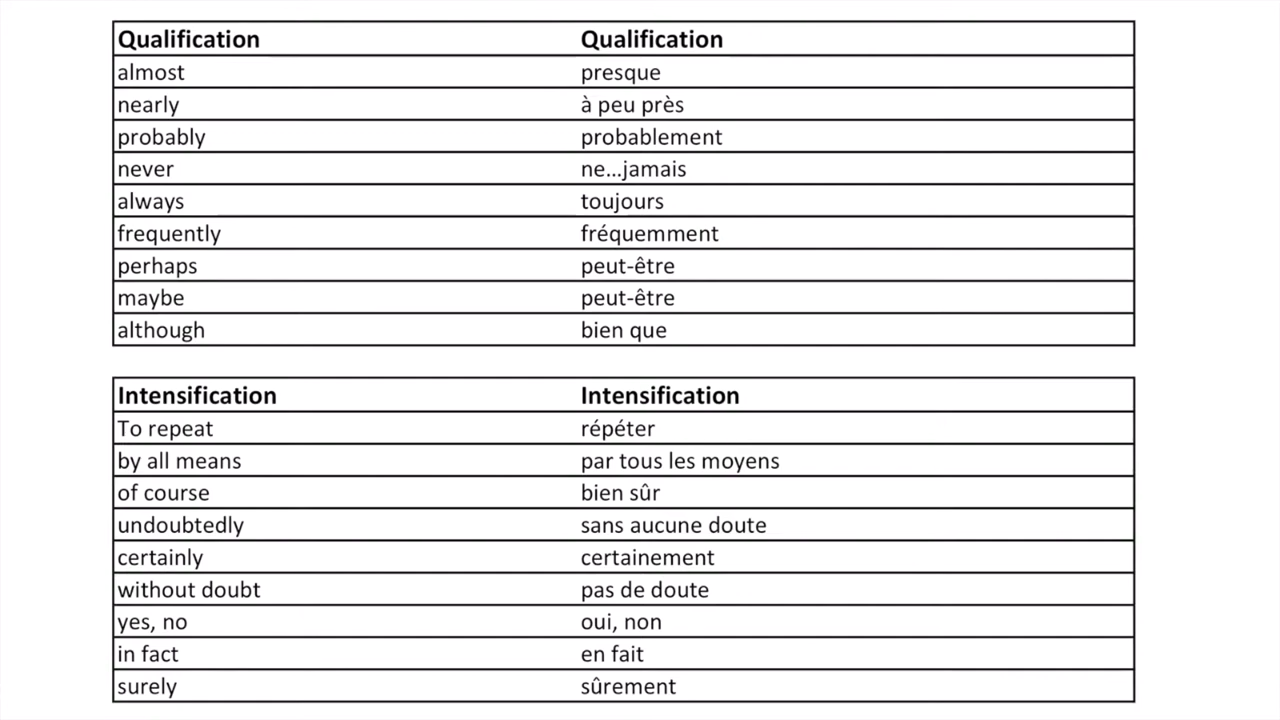 Qualification Qualification
almost presque
nearly à peu près
probably probablement
never ne...jamais
always toujours
frequently fréquemment
perhaps peut-être
maybe peut-être
although bien que
Intensification Intensification
To repeat répéter
by all means par tous les moyens
of course bien sûr
undoubtedly sans aucune doute
certainly certainement
without doubt pas de doute
yes, no oui, non
in fact en fait
surely sûrement